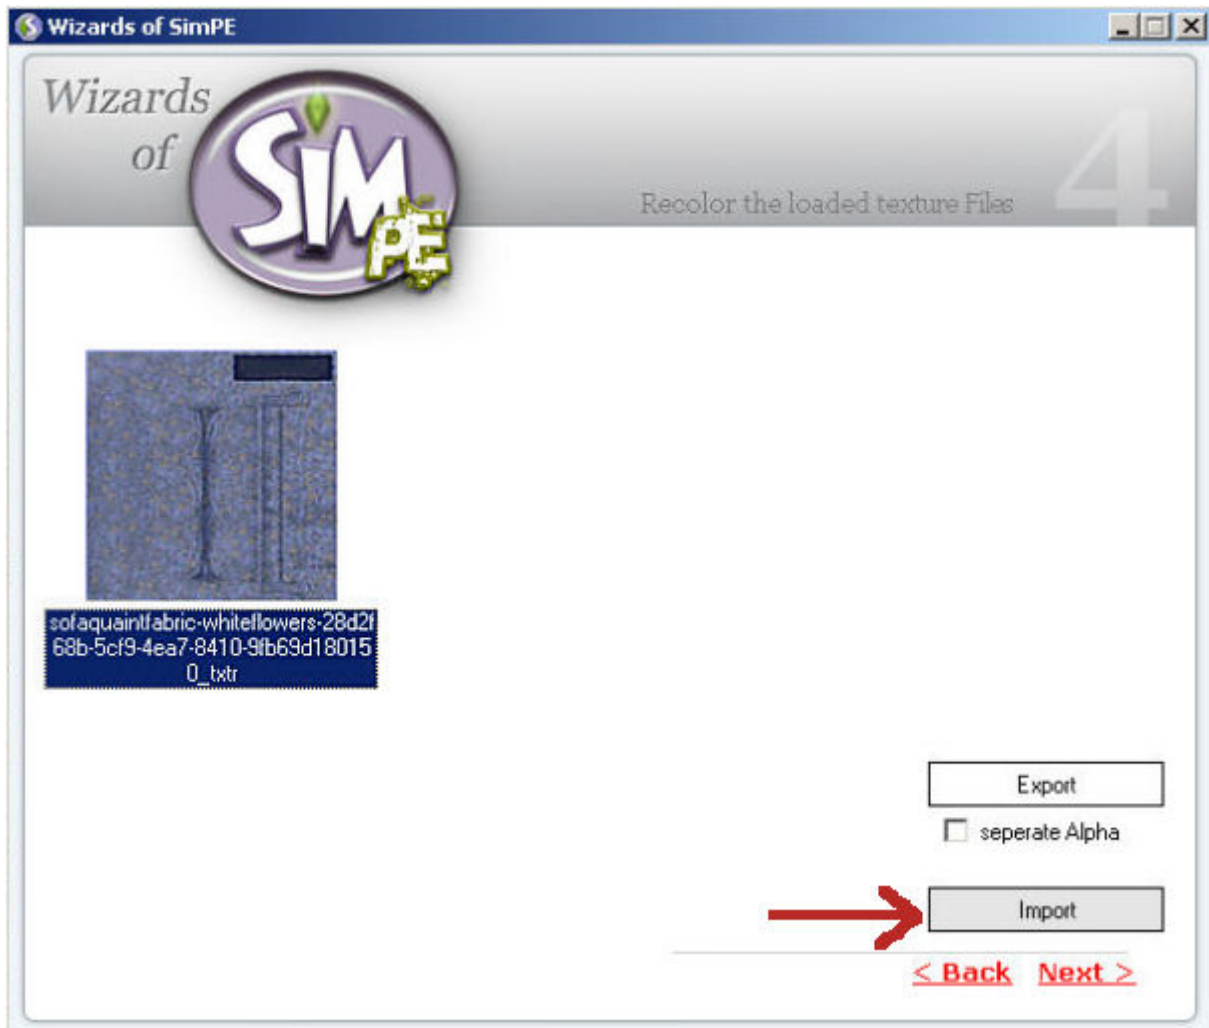 Wizards of SimPE
Wizards
of
SiM
PE
4
Recolor the loaded texture Files
sofaquaintfabric-whiteflowers-28d2f
68b-5cf9-4ea7-8410-9fb69d18015
0_txtr
Export
seperate Alpha
Import
< Back Next >